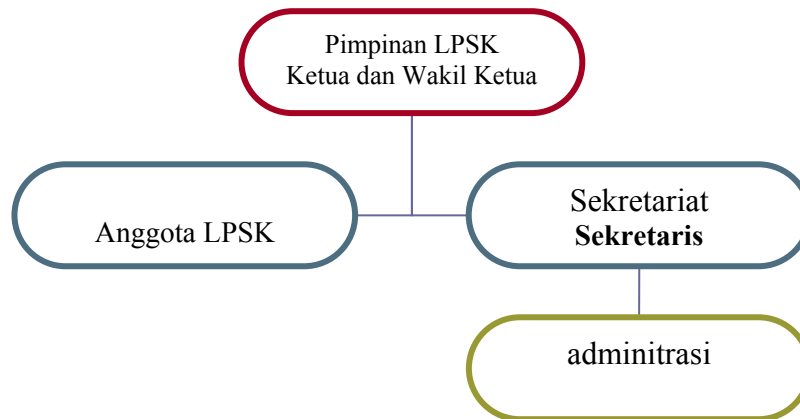 Pimpinan LPSK
Ketua dan Wakil Ketua
Anggota LPSK
Sekretariat
Sekretaris
adminitrasi